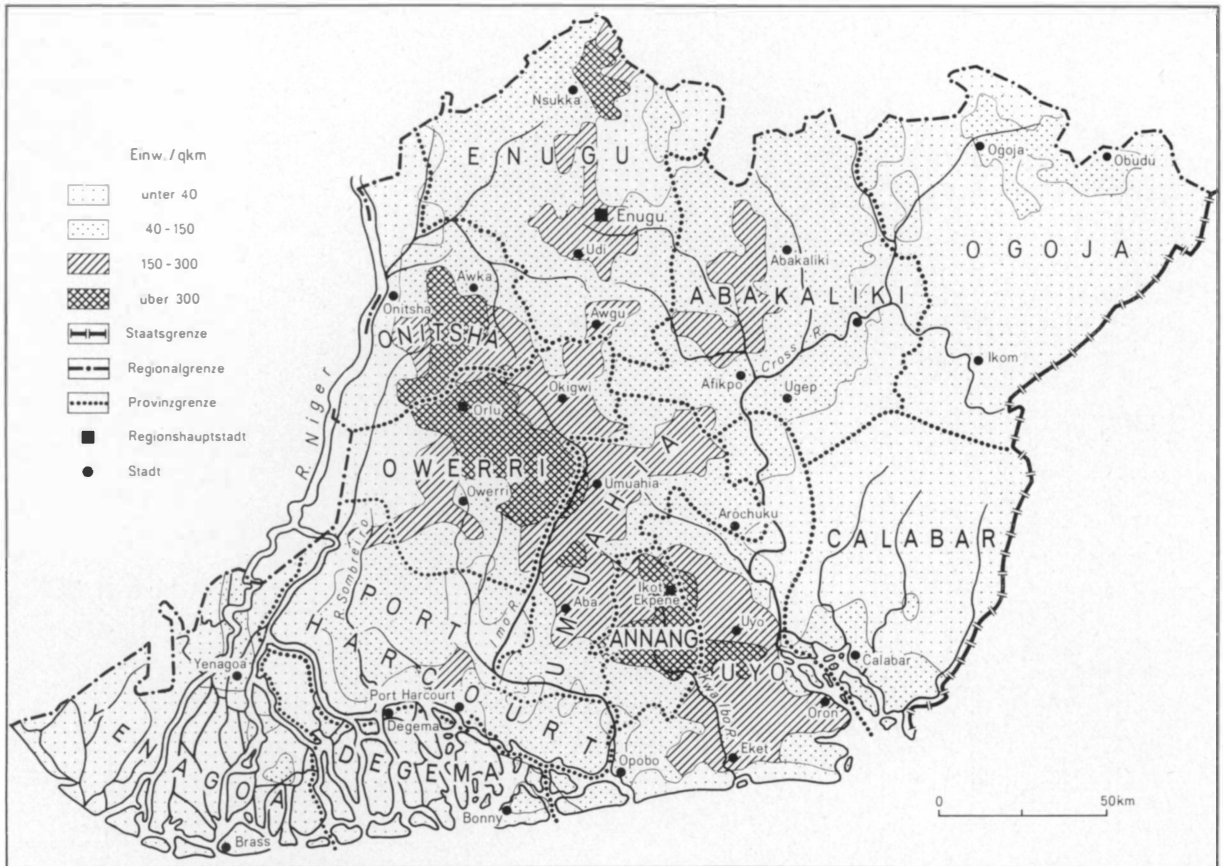 Einw. / qkm
unter 40
40 - 150
150 - 300
über 300
Staatsgrenze
Regionalgrenze
Provinzgrenze
Regionshauptstadt
Stadt
Nsukka
ENUGU
Enugu
Udi
Ogoja
Obudu
OGOJA
Abakaliki
ABAKALIKI
Awka
Onitsha
ONITSHA
Awgu
Cross R.
Ikom
Afikpo
Ugep
Okigwi
Orlu
R. Niger
OWERRI
Owerri
UMUAHIA
Umuahia
Arochuku
CALABAR
R. Sombreiro
PORT
HARCOURT
Imo R.
Aba
Ikot
Ekpene
ANNANG
Uyo
UYO
Calabar
Kwa Ibo R.
Oron
Yenagoa
YENAGOA
Port Harcourt
Degema
DEGEMA
Opobo
Eket
Bonny
Brass
0 50km